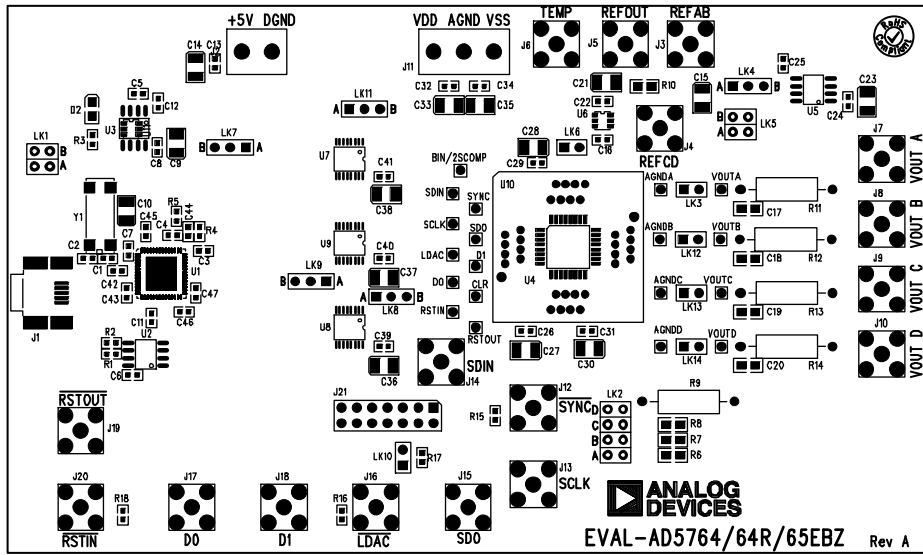 +5V DGND
VDD AGND VSS
TEMP
REFOUT
REFAB
RoHS
Compliant
C14
C13
J2
J11
J6
J5
J3
C32
C34
C33
C35
C21
R10
C15
LK4
A
B
C25
U5
C24
C23
C5
C12
D2
R3
U3
C8
C9
LK7
B
A
LK11
A
B
C22
U6
C16
LK5
B
A
LK1
B
A
C28
LK6
C29
J4
REFCD
J7
VOUT A
U7
C41
C38
BIN/2SCOMP
U10
AGNDA
VOUTA
LK3
C17
R11
SDIN
SYNC
J8
VOUT B
Y1
C10
C45
R5
C44
C4
R4
C3
C7
C2
C1
U1
C42
C43
C47
C46
C11
U9
C40
C37
SCLK
SDO
LDAC
D1
DO
CLR
RSTIN
RSTOUT
U4
AGNDB
VOUTB
LK12
C18
R12
J9
VOUT C
LK9
B
A
LK8
A
B
AGNDC
VOUTC
LK13
C19
R13
J10
VOUT D
J1
R2
R1
U2
C6
U8
C39
C36
C26
C27
C31
C30
AGNDD
VOUTD
LK14
C20
R14
SDIN
J14
RSTOUT
J19
J21
R15
J12
SYNC
LK2
D
C
B
A
R9
R8
R7
R6
LK10
R17
J20
R18
RSTIN
J17
D0
J18
D1
R16
J16
LDAC
J15
SDO
J13
SCLK
ANALOG
DEVICES
EVAL-AD5764/64R/65EBZ Rev A